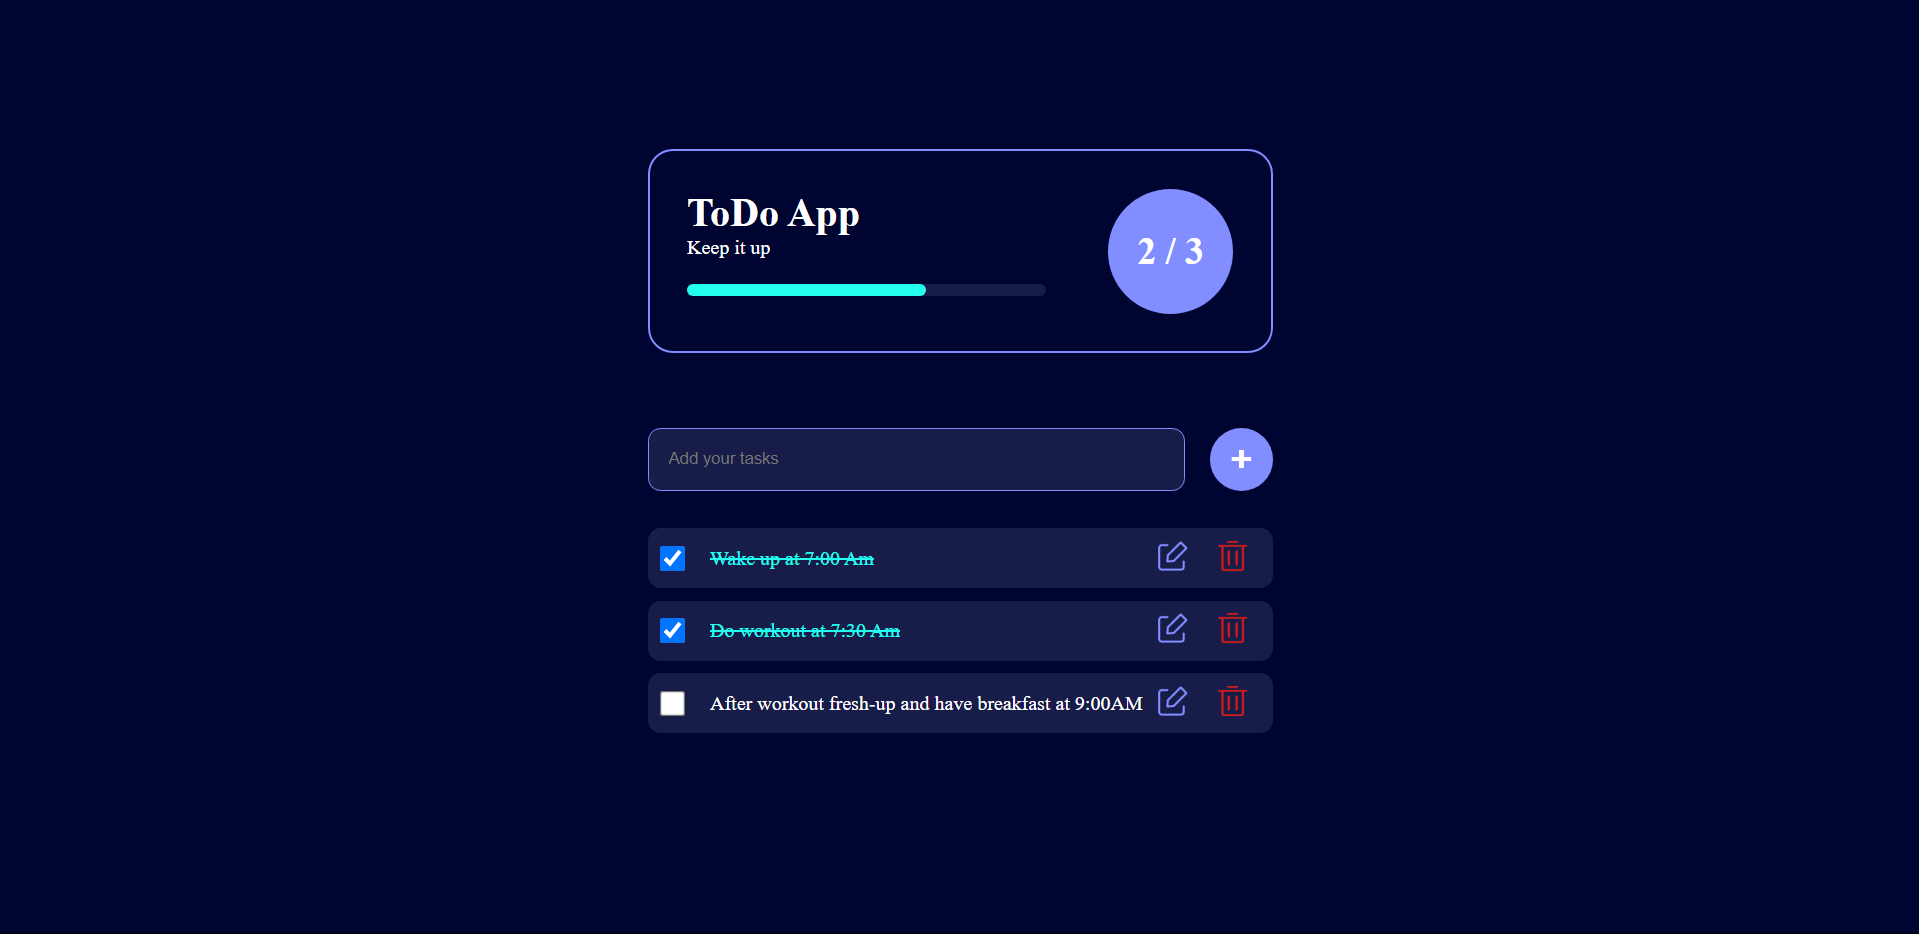 ToDo App
Keep it up
2 / 3
Add your tasks
+
Wake up at 7:00 Am
Do workout at 7:30 Am
After workout fresh-up and have breakfast at 9:00AM